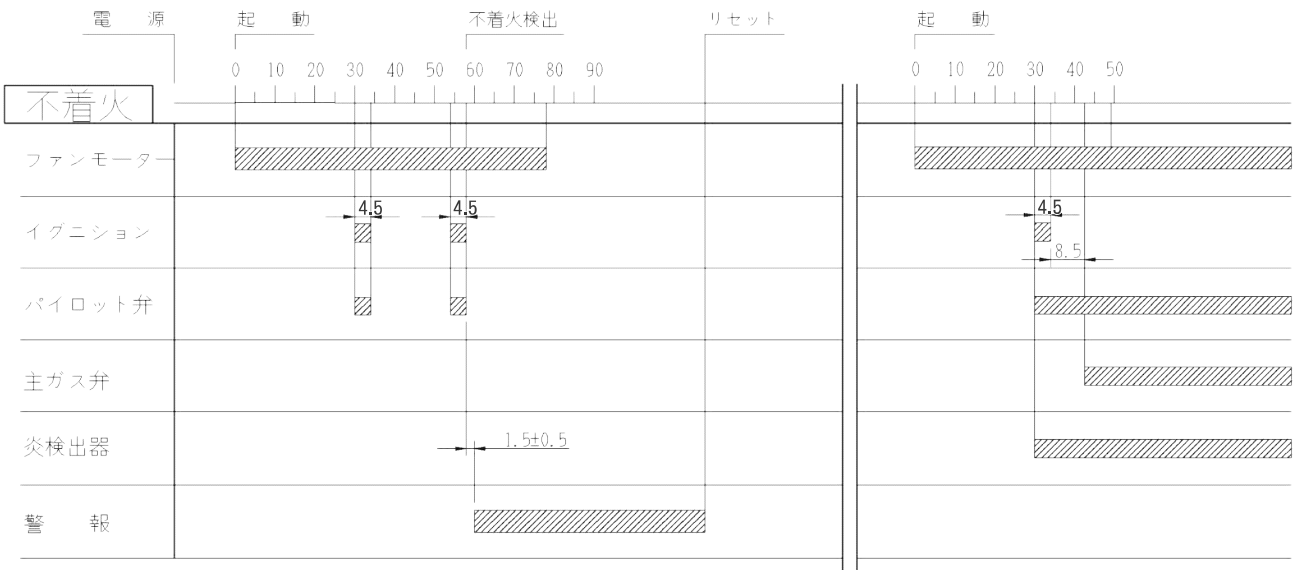 電 源 起 動 不着火検出 リセット 起 動
0 10 20 30 40 50 60 70 80 90 0 10 20 30 40 50
不着火
ファンモーター
4.5 4.5 4.5
イグニション
8.5
パイロット弁
主ガス弁
炎検出器 1.5±0.5
警 報